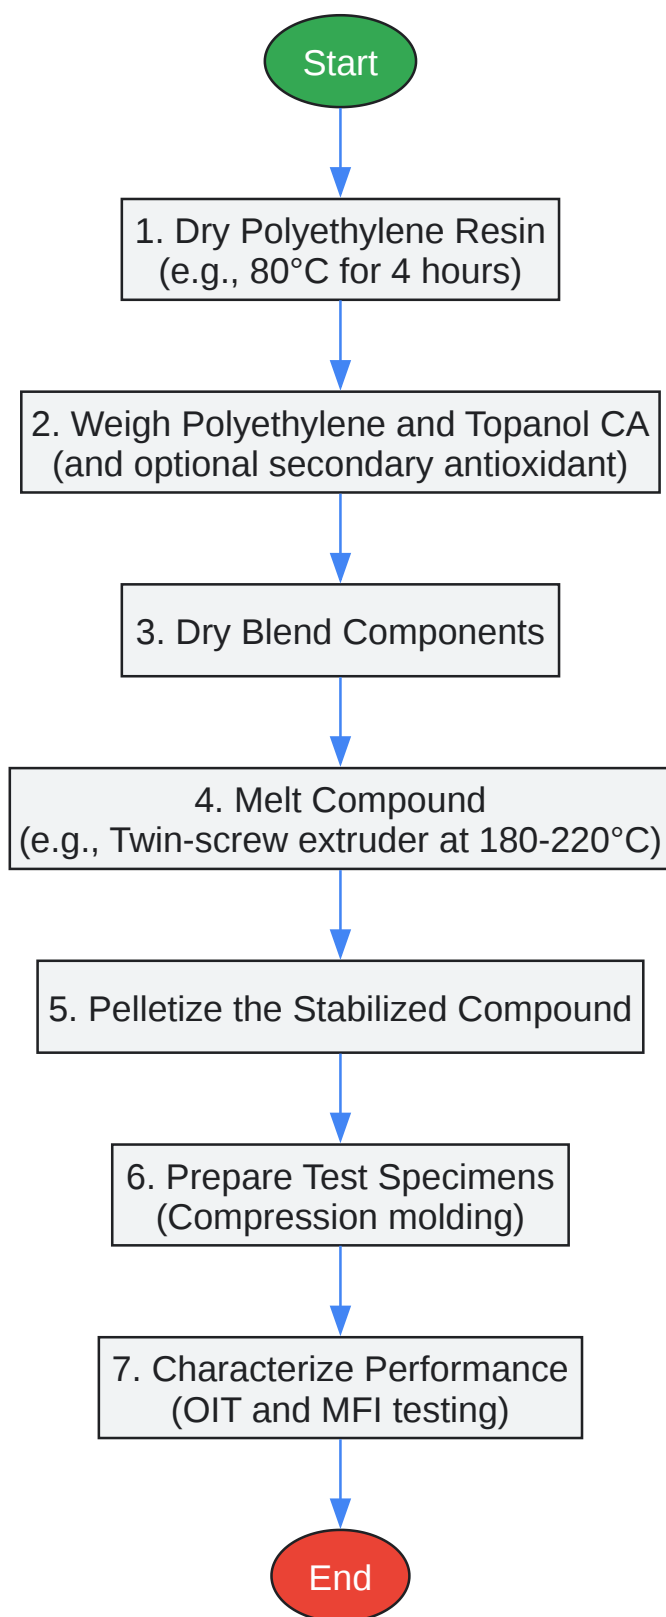 Start
1. Dry Polyethylene Resin
(e.g., 80°C for 4 hours)
2. Weigh Polyethylene and Topanol CA
(and optional secondary antioxidant)
3. Dry Blend Components
4. Melt Compound
(e.g., Twin-screw extruder at 180-220°C)
5. Pelletize the Stabilized Compound
6. Prepare Test Specimens
(Compression molding)
7. Characterize Performance
(OIT and MFI testing)
End